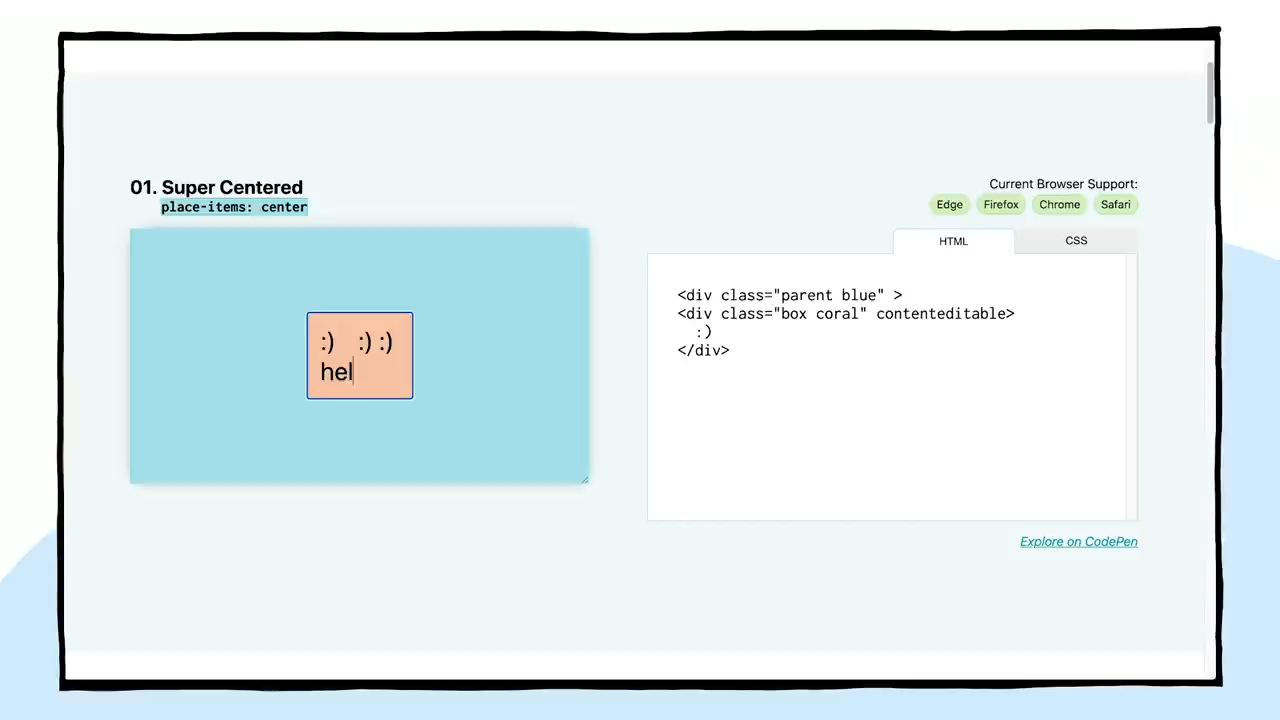 01. Super Centered
place-items: center
:) :) :)
hel
Current Browser Support:
Edge Firefox Chrome Safari
HTML CSS
<div class="parent blue" >
<div class="box coral" contenteditable>
:)
</div>
Explore on CodePen